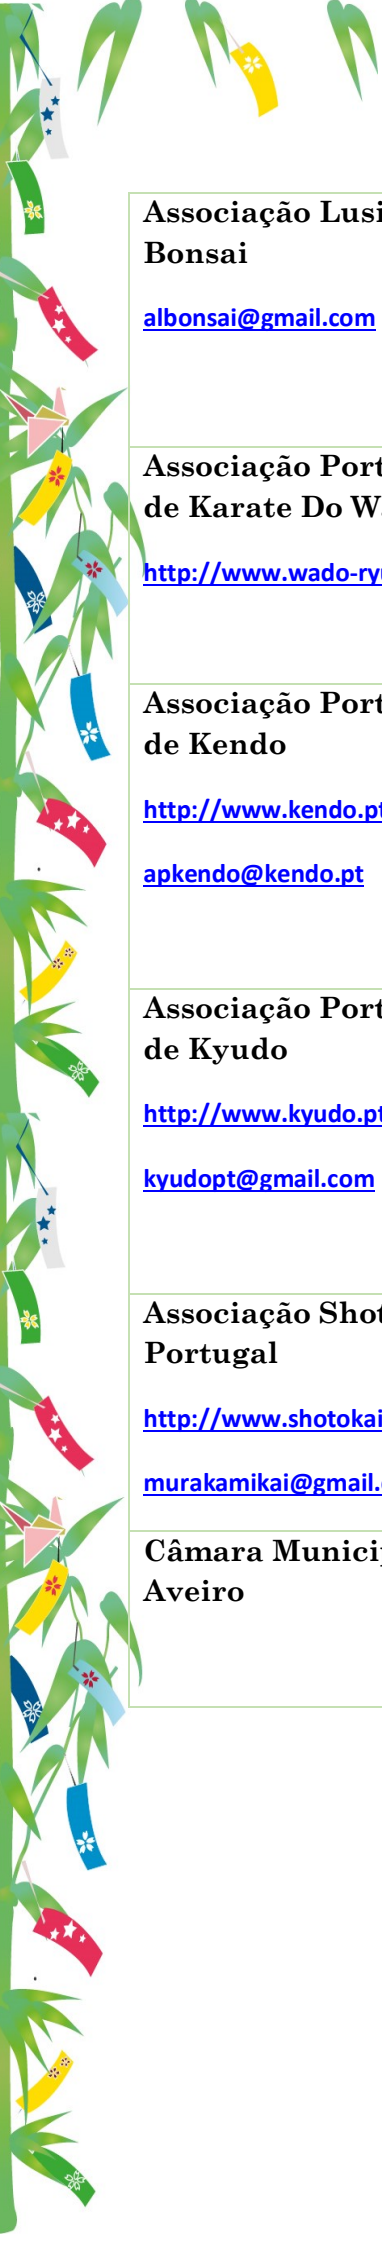 Associação Lusi
Bonsai
albonsai@gmail.com
Associação Port
de Karate Do W
http://www.wado-ry
Associação Port
de Kendo
http://www.kendo.pt
apkendo@kendo.pt
Associação Port
de Kyudo
http://www.kyudo.pt
kyudopt@gmail.com
Associação Shot
Portugal
http://www.shotokai
murakamikai@gmail.
Câmara Municip
Aveiro